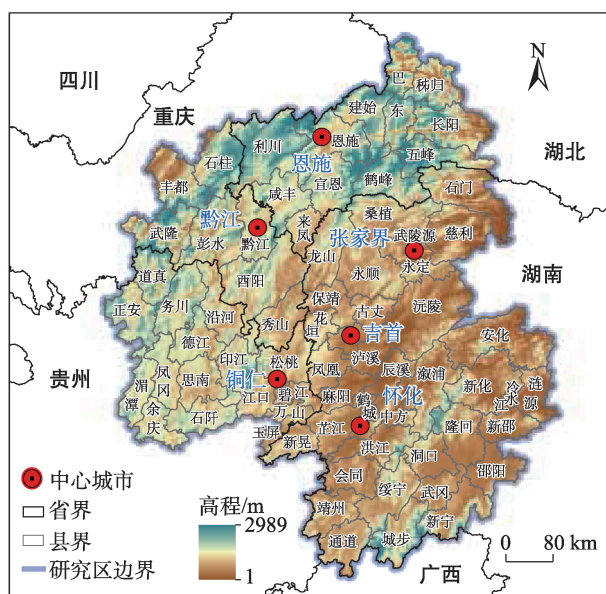 四川
重庆
湖北
湖南
贵州
广西
N
巴东
秭归
建始
长阳
利川
恩施
恩施
五峰
石柱
宣恩
鹤峰
石门
丰都
咸丰
桑植
黔江
来凤
张家界
武陵源
慈利
武隆
彭水
黔江
龙山
永定
道真
酉阳
永顺
正安
务川
沿河
保靖
古丈
沅陵
秀山
花垣
吉首
安化
德江
印江
松桃
泸溪
凤冈
铜仁
凤凰
辰溪
溆浦
新化
冷水江
涟源
湄潭
思南
江口
碧江
麻阳
怀化
余庆
石阡
万山
鹤城
中方
隆回
新邵
玉屏
新晃
芷江
洪江
洞口
邵阳
会同
绥宁
武冈
靖州
新宁
通道
城步
中心城市
省界
县界
研究区边界
高程/m
2989
1
0 80 km